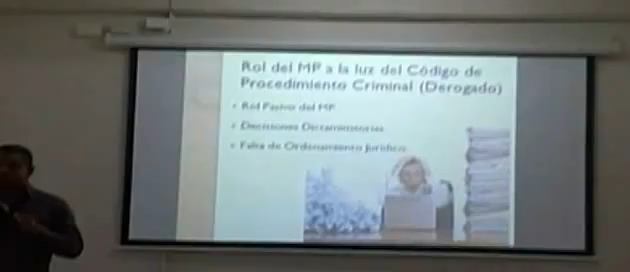 Rol del MP a la luz del Código de
Procedimiento Criminal (Derogado)
Rol Pasivo del MP
Decisiones Dictaminatorias
Falta de Ordenamiento Jurídico